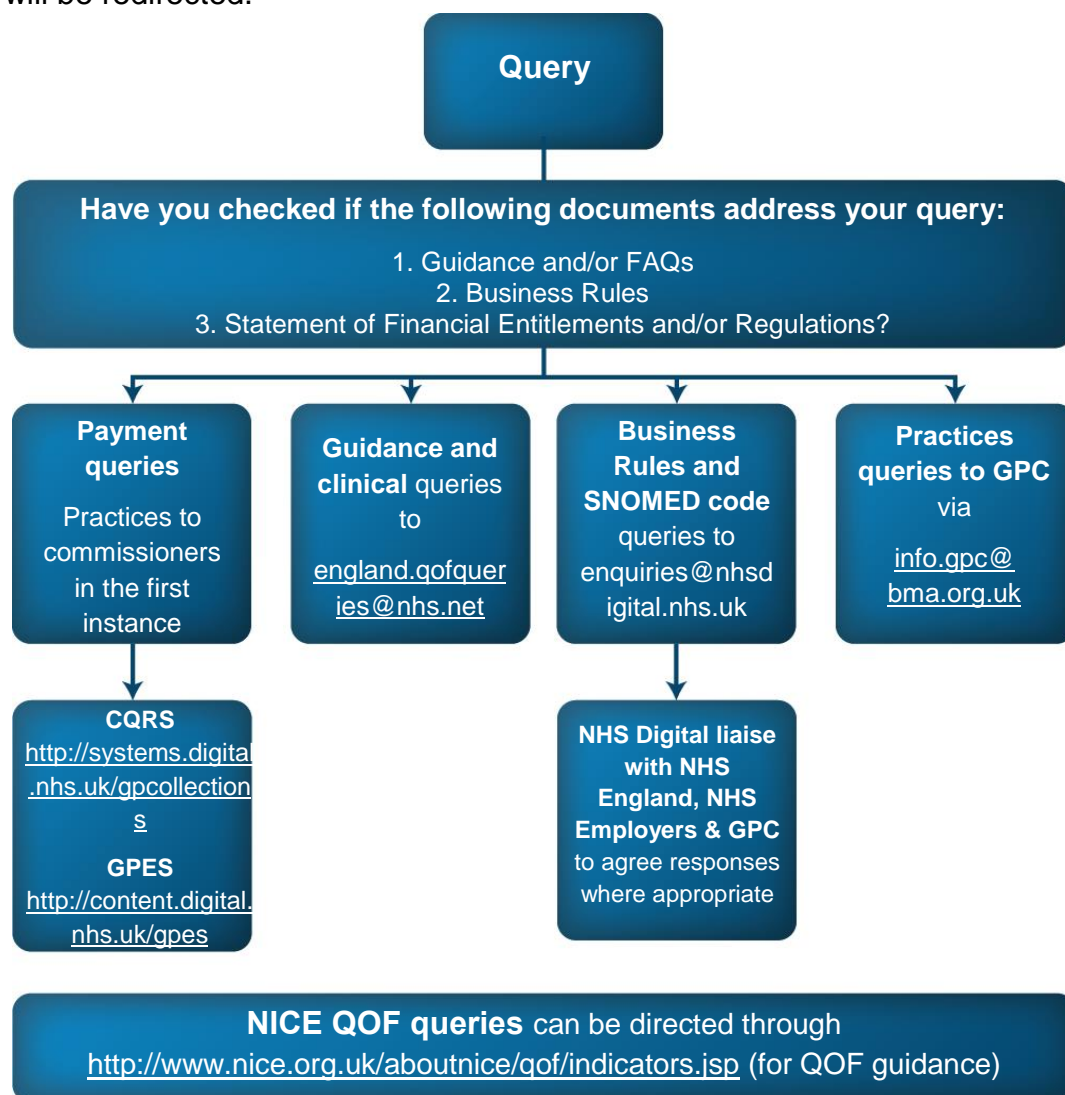 will be redirected.
Query
Have you checked if the following documents address your query:
1. Guidance and/or FAQs
2. Business Rules
3. Statement of Financial Entitlements and/or Regulations?
Payment
queries
Practices to
commissioners
in the first
instance
Guidance and
clinical queries
to
england.qofquer
ies@nhs.net
Business
Rules and
SNOMED code
queries to
enquiries@nhsd
igital.nhs.uk
Practices
queries to GPC
via
info.gpc@
bma.org.uk
CQRS
http://systems.digital
.nhs.uk/gpcollection
s
GPES
http://content.digital.
nhs.uk/gpes
NHS Digital liaise
with NHS
England, NHS
Employers & GPC
to agree responses
where appropriate
NICE QOF queries can be directed through
http://www.nice.org.uk/aboutnice/qof/indicators.jsp (for QOF guidance)